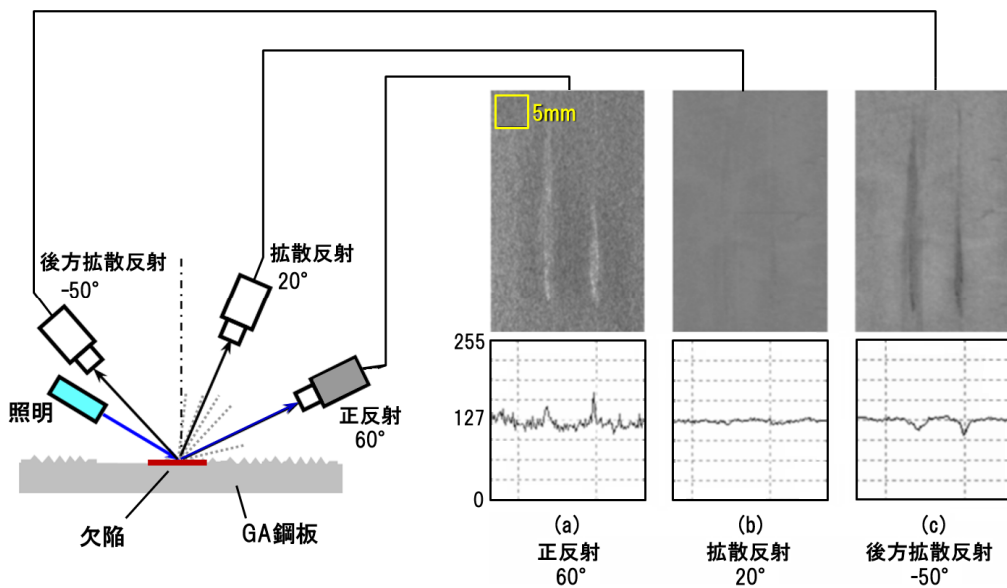 後方拡散反射
-50°
拡散反射
20°
照明
正反射
60°
欠陥
GA鋼板
5mm
255
127
0
(a)
正反射
60°
(b)
拡散反射
20°
(c)
後方拡散反射
-50°